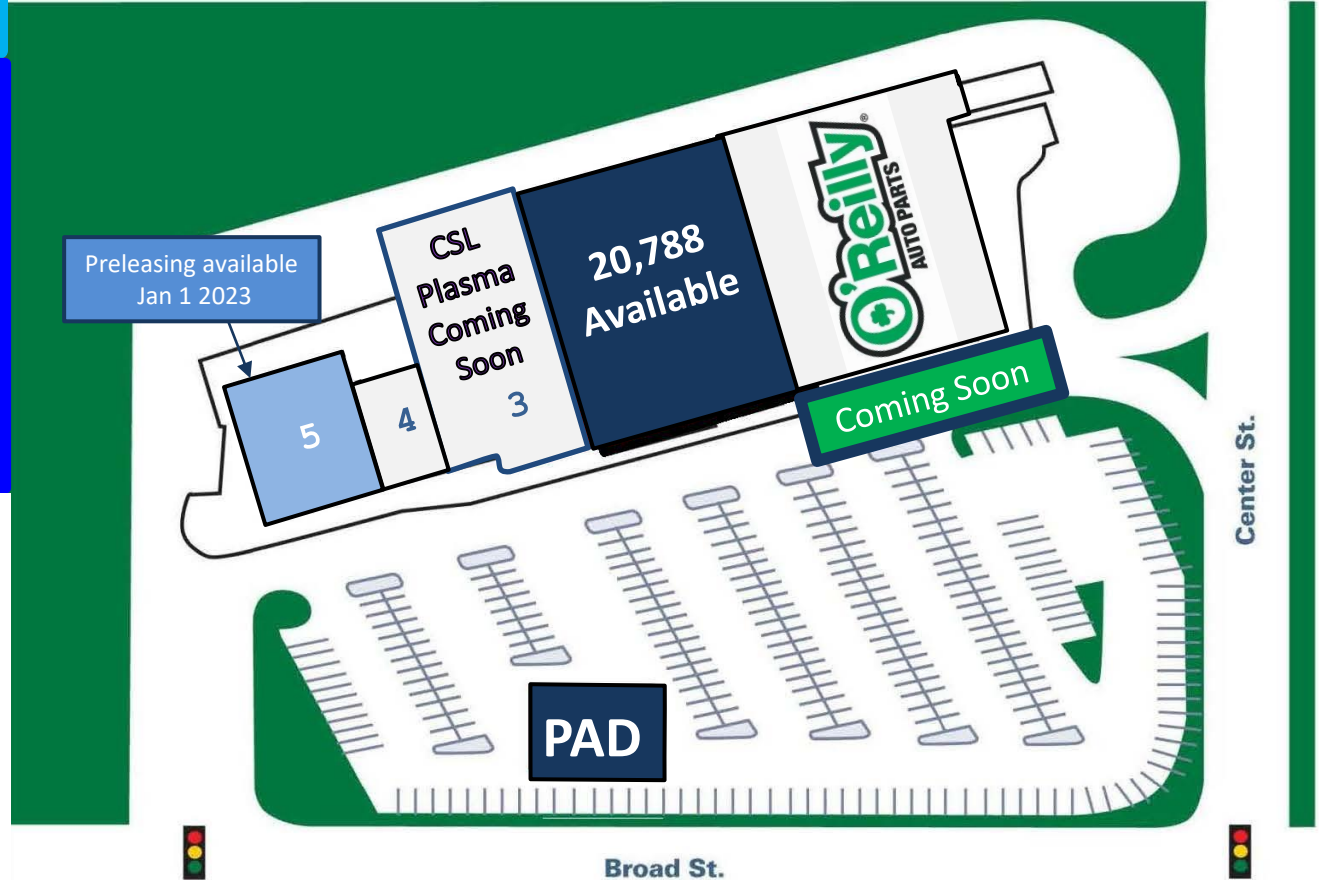 Preleasing available
Jan 1 2023
5
4
CSL
Plasma
Coming
Soon
3
20,788
Available
O'Reilly®
AUTO PARTS
Coming Soon
PAD
Center St.
Broad St.